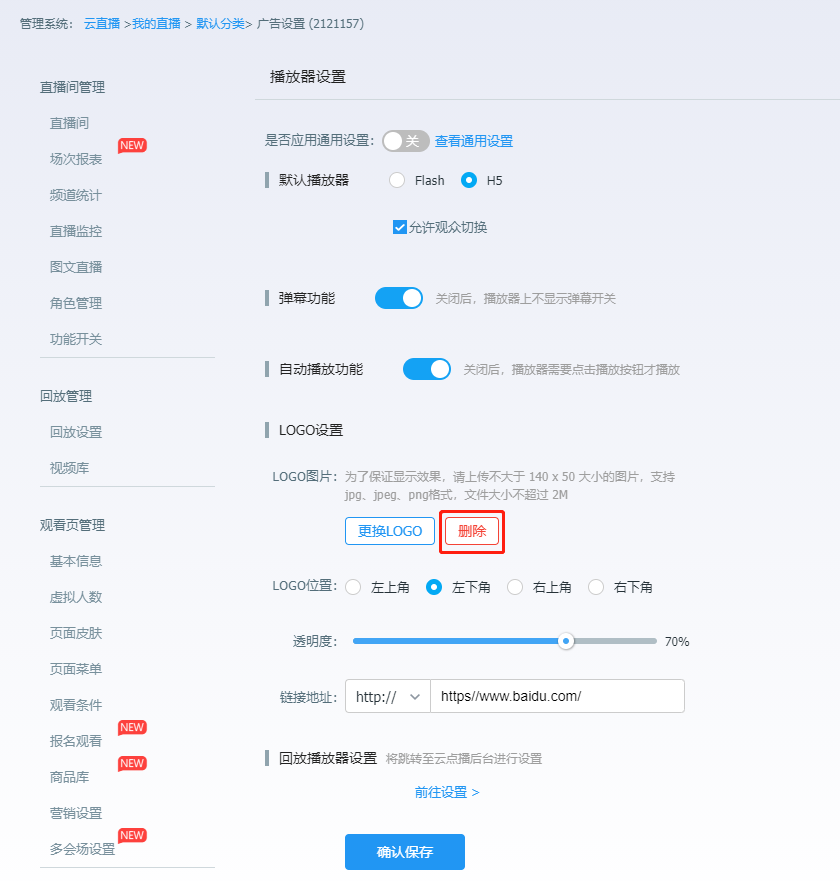 管理系统： 云直播 >我的直播 > 默认分类> 广告设置 (2121157)
直播间管理
直播间
场次报表 NEW
频道统计
直播监控
图文直播
角色管理
功能开关
回放管理
回放设置
视频库
观看页管理
基本信息
虚拟人数
页面皮肤
页面菜单
观看条件
报名观看 NEW
商品库 NEW
营销设置
多会场设置 NEW
播放器设置
是否应用通用设置： 关 查看通用设置
默认播放器 Flash H5
允许观众切换
弹幕功能 关闭后，播放器上不显示弹幕开关
自动播放功能 关闭后，播放器需要点击播放按钮才播放
LOGO设置
LOGO图片： 为了保证显示效果，请上传不大于 140 x 50 大小的图片，支持
jpg、jpeg、png格式，文件大小不超过 2M
更换LOGO 删除
LOGO位置： 左上角 左下角 右上角 右下角
透明度： 70%
链接地址： http:// https//www.baidu.com/
回放播放器设置 将跳转至云点播后台进行设置
前往设置 >
确认保存